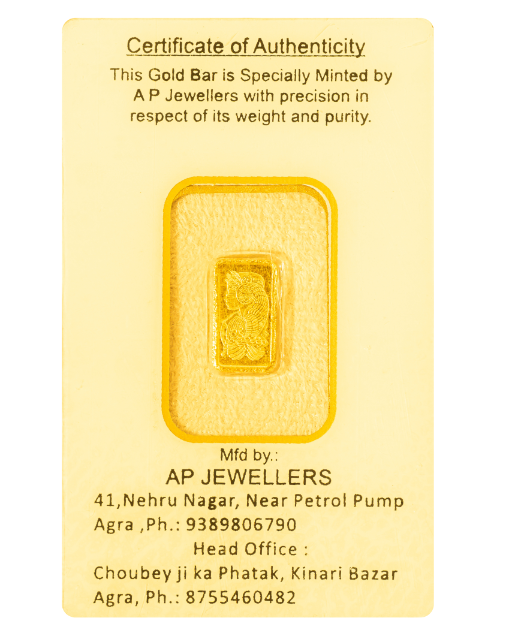 Certificate of Authenticity
This Gold Bar is Specially Minted by
A P Jewellers with precision in
respect of its weight and purity.
Mfd by.:
AP JEWELLERS
41,Nehru Nagar, Near Petrol Pump
Agra ,Ph.: 9389806790
Head Office :
Choubey ji ka Phatak, Kinari Bazar
Agra, Ph.: 8755460482